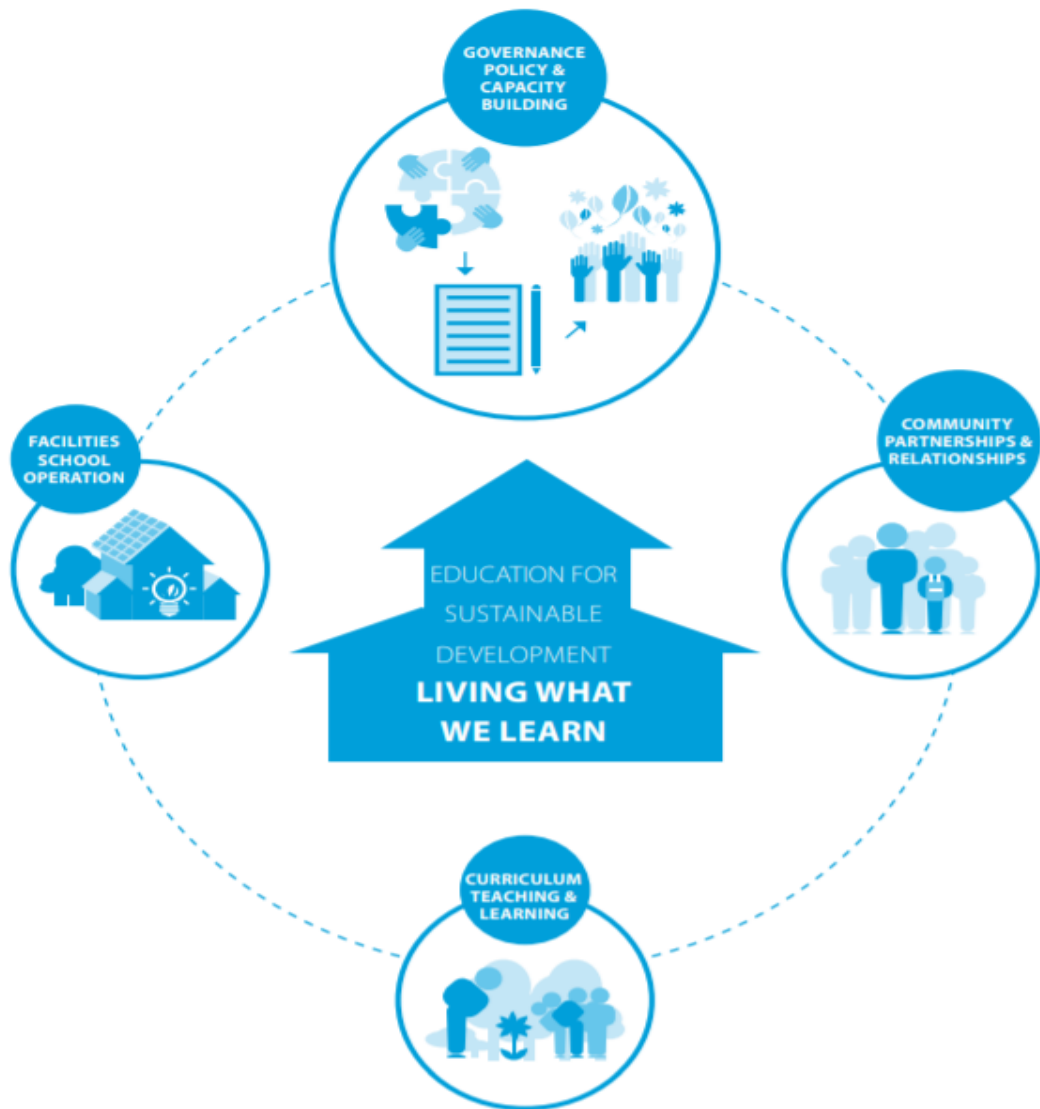 GOVERNANCE
POLICY &
CAPACITY
BUILDING
FACILITIES
SCHOOL
OPERATION
COMMUNITY
PARTNERSHIPS &
RELATIONSHIPS
EDUCATION FOR
SUSTAINABLE
DEVELOPMENT
LIVING WHAT
WE LEARN
CURRICULUM
TEACHING &
LEARNING